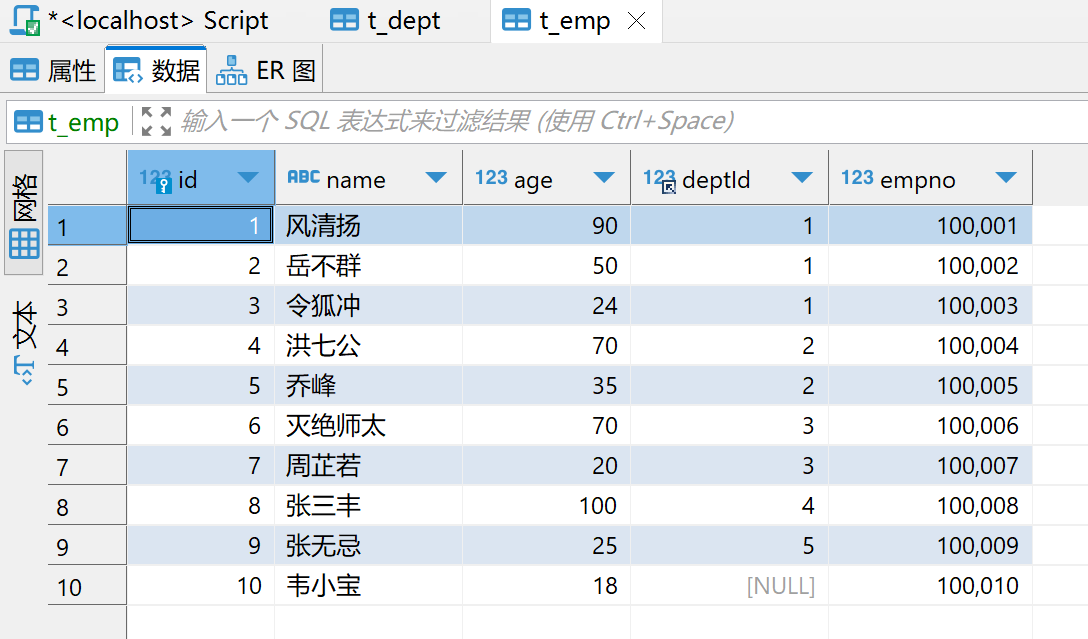 *<localhost> Script t_dept t_emp
属性 数据 ER 图
t_emp 输入一个 SQL 表达式来过滤结果 (使用 Ctrl+Space)
网格
文本
123 id ABC name 123 age 123 deptId 123 empno
1 1 风清扬 90 1 100,001
2 2 岳不群 50 1 100,002
3 3 令狐冲 24 1 100,003
4 4 洪七公 70 2 100,004
5 5 乔峰 35 2 100,005
6 6 灭绝师太 70 3 100,006
7 7 周芷若 20 3 100,007
8 8 张三丰 100 4 100,008
9 9 张无忌 25 5 100,009
10 10 韦小宝 18 [NULL] 100,010